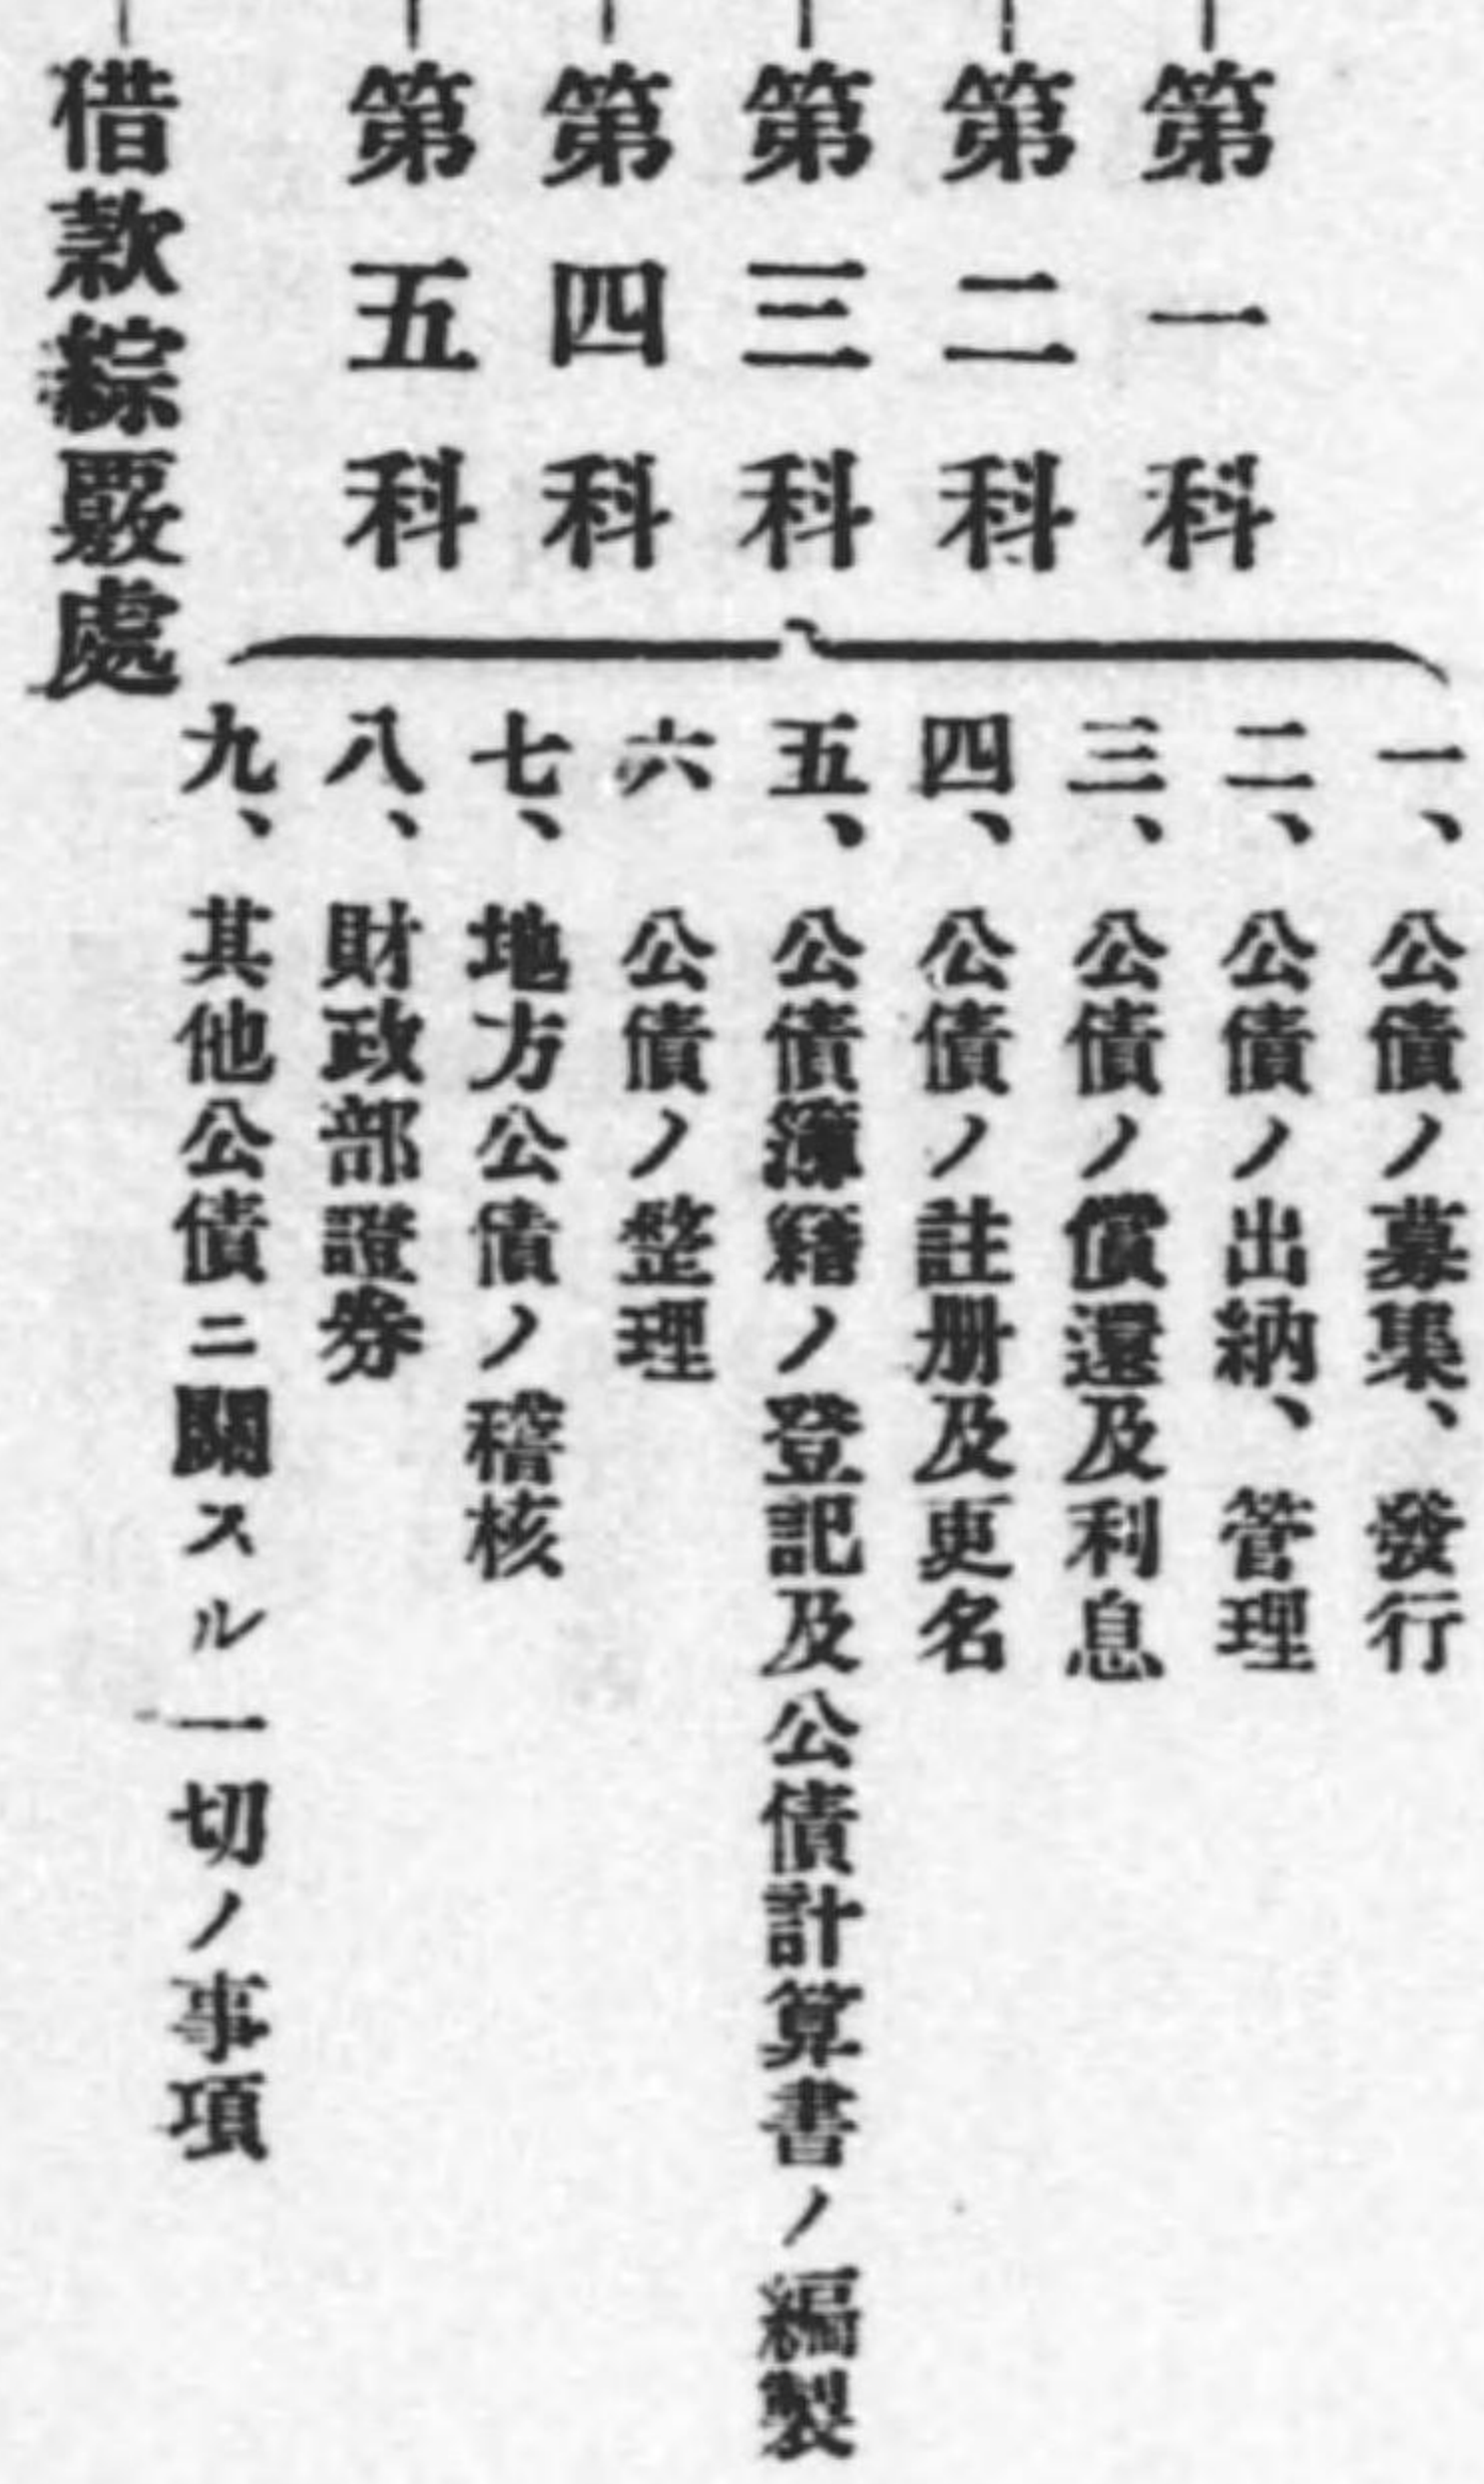 第一科
第二科
第三科
第四科
第五科
一、公債ノ募集、發行
二、公債ノ出納、管理
三、公債ノ償還及利息
四、公債ノ註册及更名
五、公債簿籍ノ登記及公債計算書ノ編製
六 公債ノ整理
七、地方公債ノ稽核
八、財政部證券
九、其他公債ニ關スル一切ノ事項
借款綜覈處